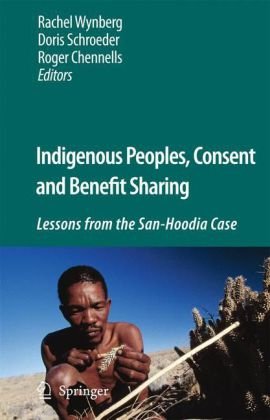 Rachel Wynberg
Doris Schroeder
Roger Chennells
Editors
Indigenous Peoples, Consent
and Benefit Sharing
Lessons from the San-Hoodia Case
Springer